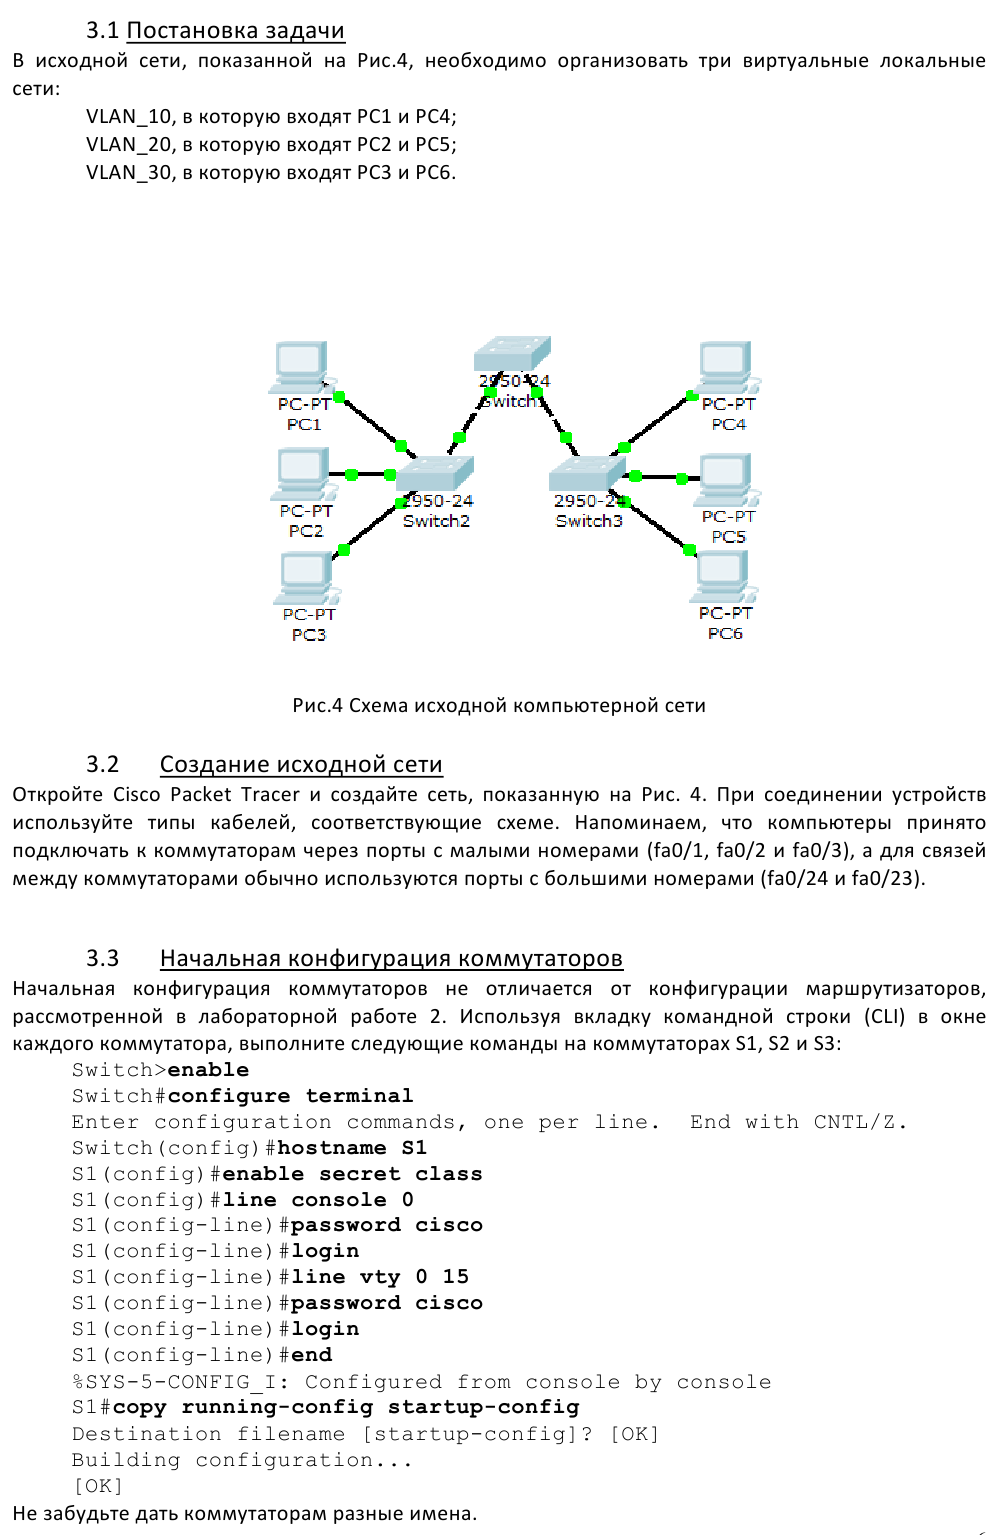 3.1 Постановка задачи
В исходной сети, показанной на Рис.4, необходимо организовать три виртуальные локальные
сети:
VLAN_10, в которую входят PC1 и PC4;
VLAN_20, в которую входят PC2 и PC5;
VLAN_30, в которую входят PC3 и PC6.
2950-24
Switch1
PC-PT
PC1
PC-PT
PC4
PC-PT
PC2
2950-24
Switch2
2950-24
Switch3
PC-PT
PC5
PC-PT
PC3
PC-PT
PC6
Рис.4 Схема исходной компьютерной сети
3.2 Создание исходной сети
Откройте Cisco Packet Tracer и создайте сеть, показанную на Рис. 4. При соединении устройств
используйте типы кабелей, соответствующие схеме. Напоминаем, что компьютеры принято
подключать к коммутаторам через порты с малыми номерами (fa0/1, fa0/2 и fa0/3), а для связей
между коммутаторами обычно используются порты с большими номерами (fa0/24 и fa0/23).
3.3 Начальная конфигурация коммутаторов
Начальная конфигурация коммутаторов не отличается от конфигурации маршрутизаторов,
рассмотренной в лабораторной работе 2. Используя вкладку командной строки (CLI) в окне
каждого коммутатора, выполните следующие команды на коммутаторах S1, S2 и S3:
Switch>enable
Switch#configure terminal
Enter configuration commands, one per line. End with CNTL/Z.
Switch(config)#hostname S1
S1(config)#enable secret class
S1(config)#line console 0
S1(config-line)#password cisco
S1(config-line)#login
S1(config-line)#line vty 0 15
S1(config-line)#password cisco
S1(config-line)#login
S1(config-line)#end
%SYS-5-CONFIG_I: Configured from console by console
S1#copy running-config startup-config
Destination filename [startup-config]? [OK]
Building configuration...
[OK]
Не забудьте дать коммутаторам разные имена.